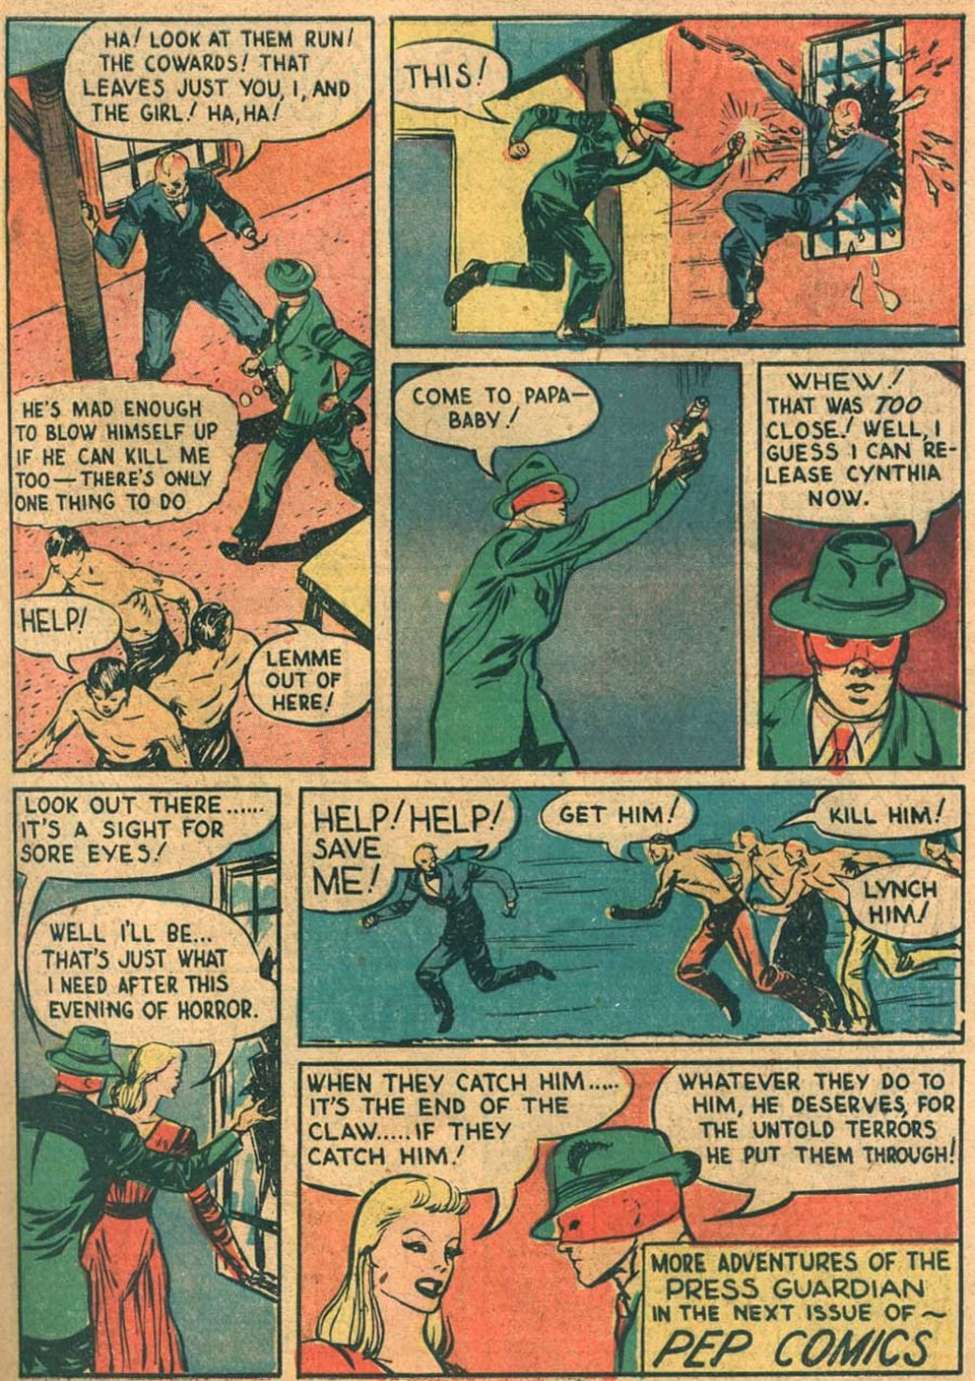 HA! LOOK AT THEM RUN!
THE COWARDS! THAT
LEAVES JUST YOU, I, AND
THE GIRL! HA, HA!
HE'S MAD ENOUGH
TO BLOW HIMSELF UP
IF HE CAN KILL ME
TOO — THERE'S ONLY
ONE THING TO DO
HELP!
LEMME
OUT OF
HERE!
THIS!
COME TO PAPA—
BABY!
WHEW!
THAT WAS TOO
CLOSE! WELL, I
GUESS I CAN RE-
LEASE CYNTHIA
NOW.
LOOK OUT THERE......
IT'S A SIGHT FOR
SORE EYES!
WELL I'LL BE...
THAT'S JUST WHAT
I NEED AFTER THIS
EVENING OF HORROR.
HELP! HELP!
SAVE
ME!
GET HIM!
KILL HIM!
LYNCH
HIM!
WHEN THEY CATCH HIM.....
IT'S THE END OF THE
CLAW.....IF THEY
CATCH HIM!
WHATEVER THEY DO TO
HIM, HE DESERVES, FOR
THE UNTOLD TERRORS
HE PUT THEM THROUGH!
MORE ADVENTURES OF THE
PRESS GUARDIAN
IN THE NEXT ISSUE OF ~
PEP COMICS